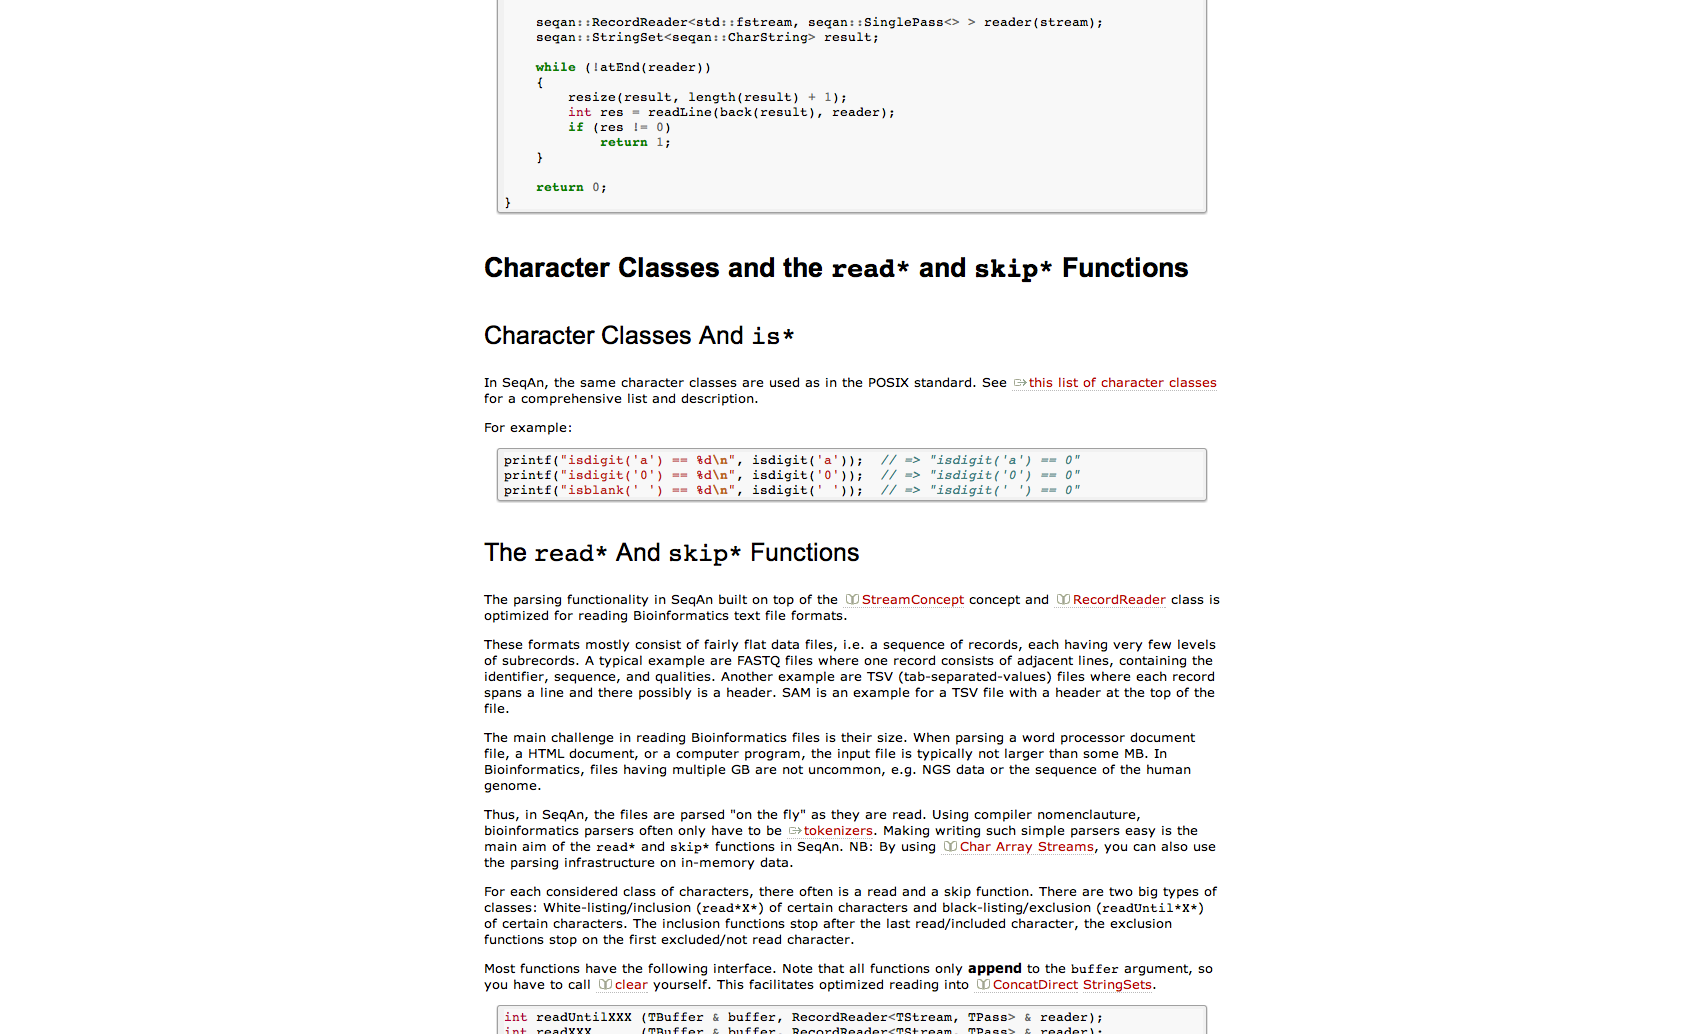 seqan::RecordReader<std::fstream, seqan::SinglePass<> > reader(stream);
seqan::StringSet<seqan::CharString> result;
while (!atEnd(reader))
{
resize(result, length(result) + 1);
int res = readLine(back(result), reader);
if (res != 0)
return 1;
}
return 0;
}
Character Classes and the read* and skip* Functions
Character Classes And is*
In SeqAn, the same character classes are used as in the POSIX standard. See this list of character classes
for a comprehensive list and description.
For example:
printf("isdigit('a') == %d\n", isdigit('a'));  // => "isdigit('a') == 0"
printf("isdigit('0') == %d\n", isdigit('0'));  // => "isdigit('0') == 0"
printf("isblank(' ') == %d\n", isdigit(' '));  // => "isdigit(' ') == 0"
The read* And skip* Functions
The parsing functionality in SeqAn built on top of the StreamConcept concept and RecordReader class is
optimized for reading Bioinformatics text file formats.
These formats mostly consist of fairly flat data files, i.e. a sequence of records, each having very few levels
of subrecords. A typical example are FASTQ files where one record consists of adjacent lines, containing the
identifier, sequence, and qualities. Another example are TSV (tab-separated-values) files where each record
spans a line and there possibly is a header. SAM is an example for a TSV file with a header at the top of the
file.
The main challenge in reading Bioinformatics files is their size. When parsing a word processor document
file, a HTML document, or a computer program, the input file is typically not larger than some MB. In
Bioinformatics, files having multiple GB are not uncommon, e.g. NGS data or the sequence of the human
genome.
Thus, in SeqAn, the files are parsed "on the fly" as they are read. Using compiler nomenclauture,
bioinformatics parsers often only have to be tokenizers. Making writing such simple parsers easy is the
main aim of the read* and skip* functions in SeqAn. NB: By using Char Array Streams, you can also use
the parsing infrastructure on in-memory data.
For each considered class of characters, there often is a read and a skip function. There are two big types of
classes: White-listing/inclusion (read*X*) of certain characters and black-listing/exclusion (readUntil*X*)
of certain characters. The inclusion functions stop after the last read/included character, the exclusion
functions stop on the first excluded/not read character.
Most functions have the following interface. Note that all functions only append to the buffer argument, so
you have to call clear yourself. This facilitates optimized reading into ConcatDirect StringSets.
int readUntilXXX (TBuffer & buffer, RecordReader<TStream, TPass> & reader);
int readXXX      (TBuffer & buffer, RecordReader<TStream, TPass> & reader);